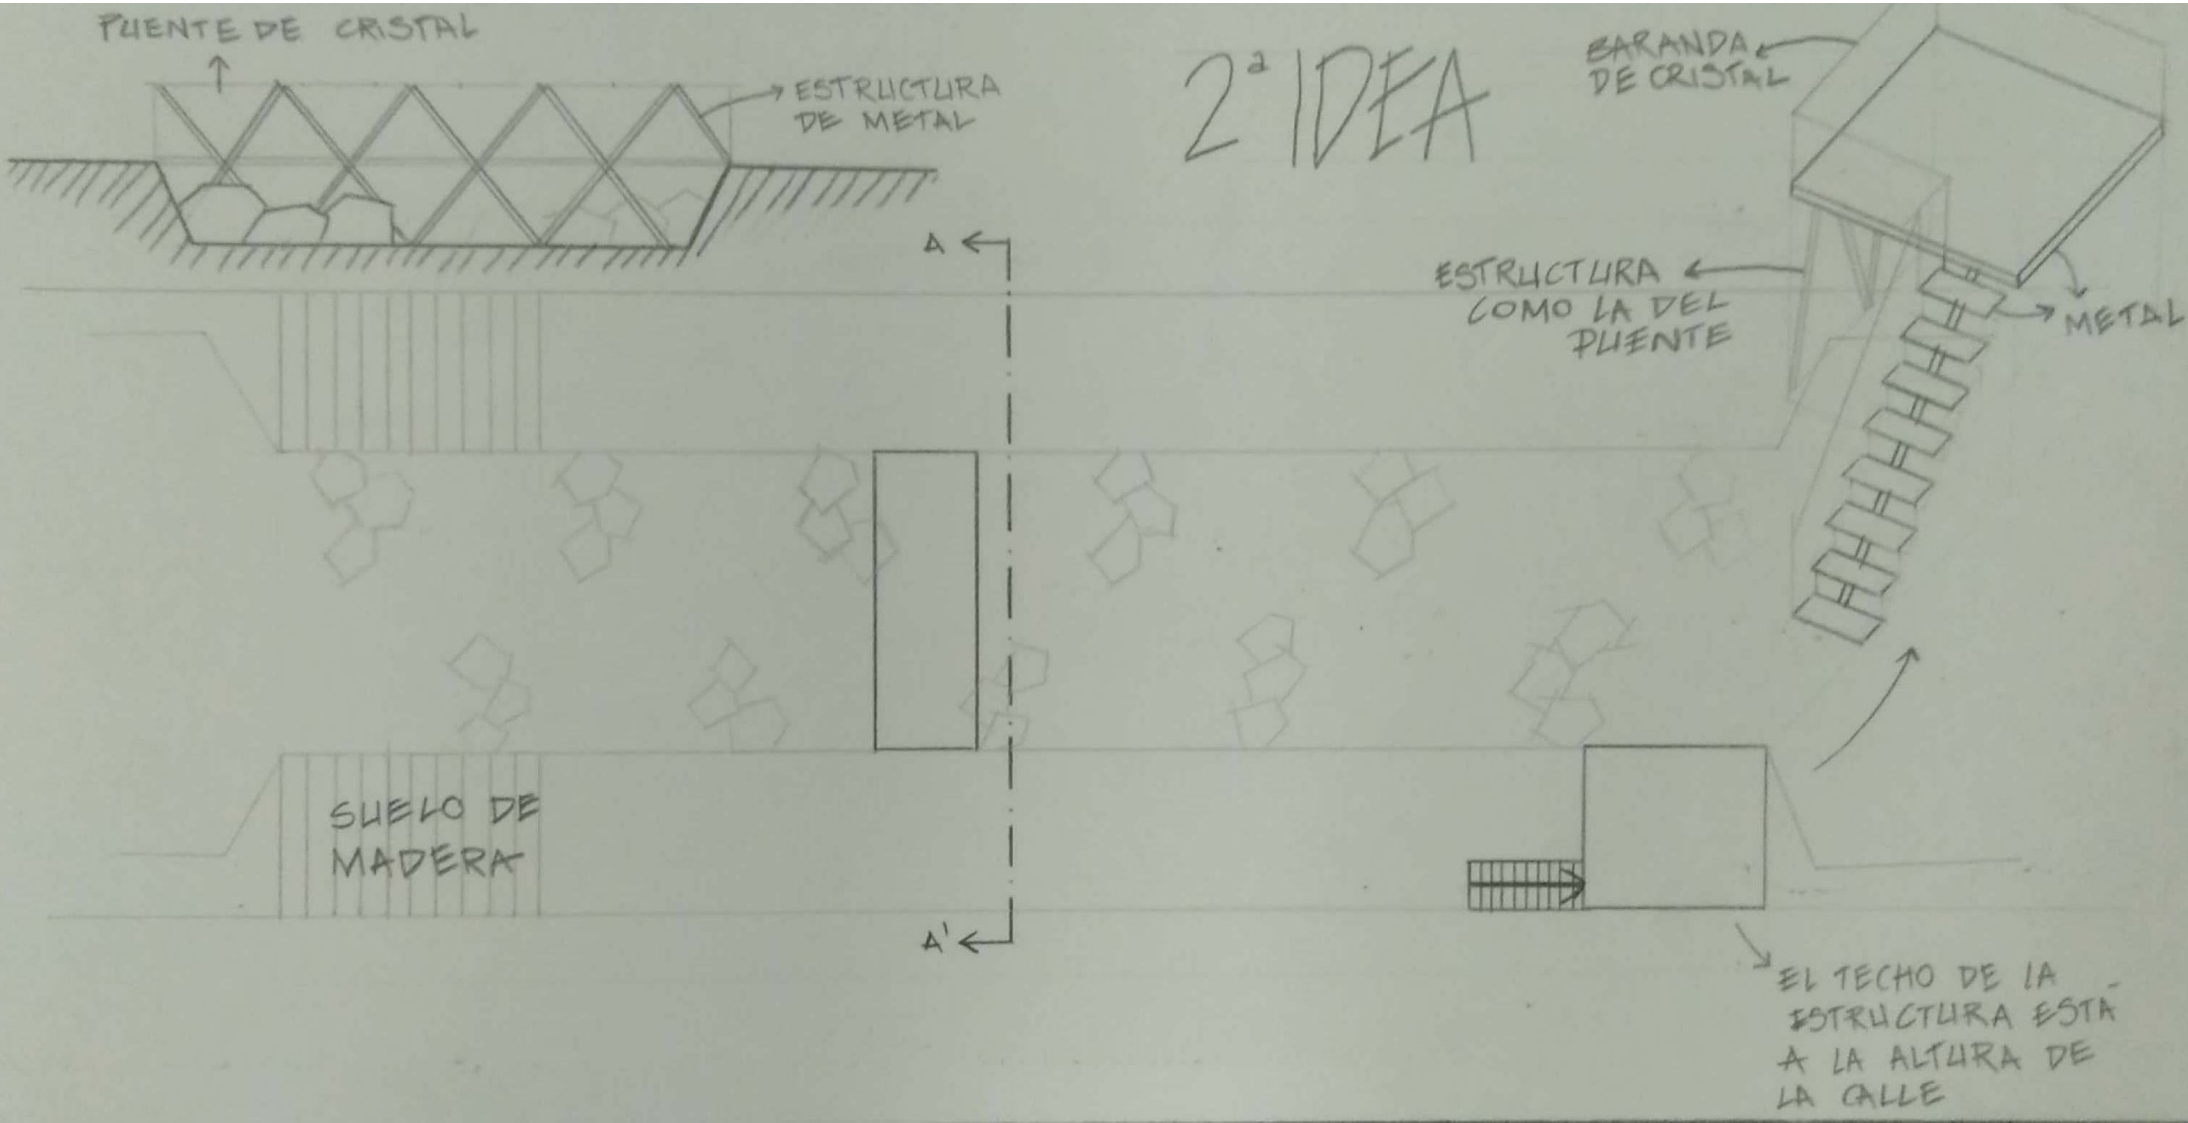 PUENTE DE CRISTAL
ESTRUCTURA
DE METAL
2ª IDEA
BARANDA
DE CRISTAL
A
ESTRUCTURA
COMO LA DEL
PUENTE
METAL
SUELO DE
MADERA
A'
EL TECHO DE LA
ESTRUCTURA ESTÁ
A LA ALTURA DE
LA CALLE